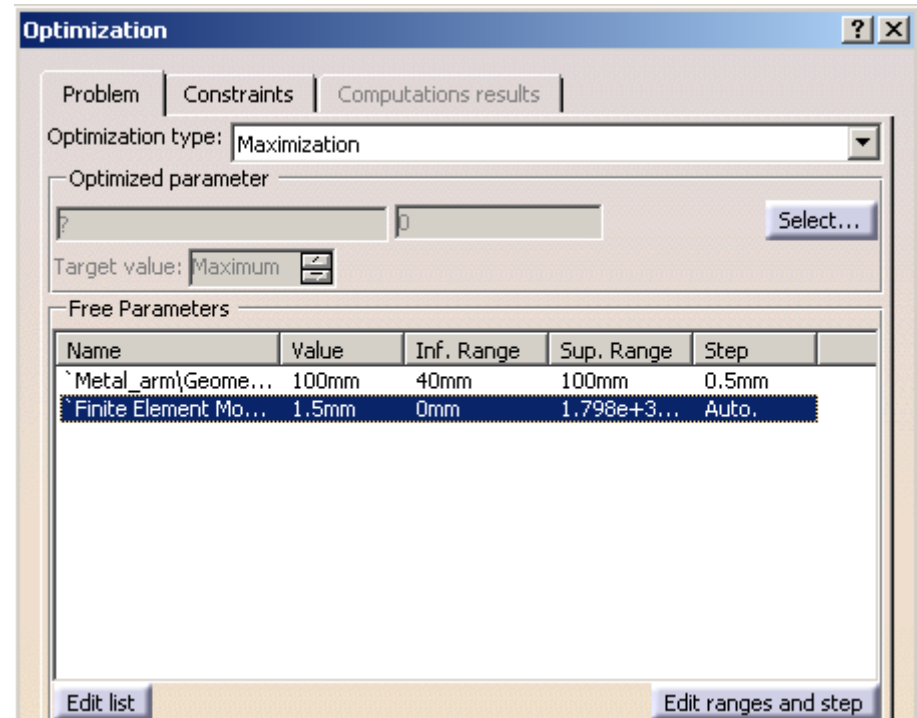 Optimization
Problem Constraints Computations results
Optimization type: Maximization
Optimized parameter
? 0 Select...
Target value: Maximum
Free Parameters
Name Value Inf. Range Sup. Range Step
`Metal_arm\Geome... 100mm 40mm 100mm 0.5mm
`Finite Element Mo... 1.5mm 0mm 1.798e+3... Auto.
Edit list Edit ranges and step